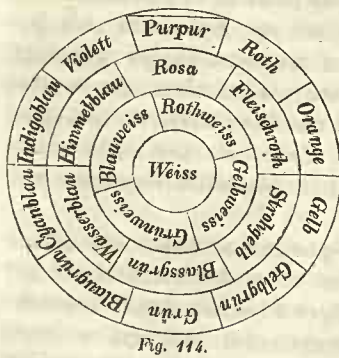 Purpur
Roth
Orange
Gelb
Gelbgrün
Grün
Blaugrün
Cyanblau
Indigoblau
Violett
Rosa
Fleischroth
Strohgelb
Blassgrün
Wasserblau
Himmelblau
Rothweiss
Gelbweiss
Grünweiss
Blauweiss
Weiss
Fig. 114.